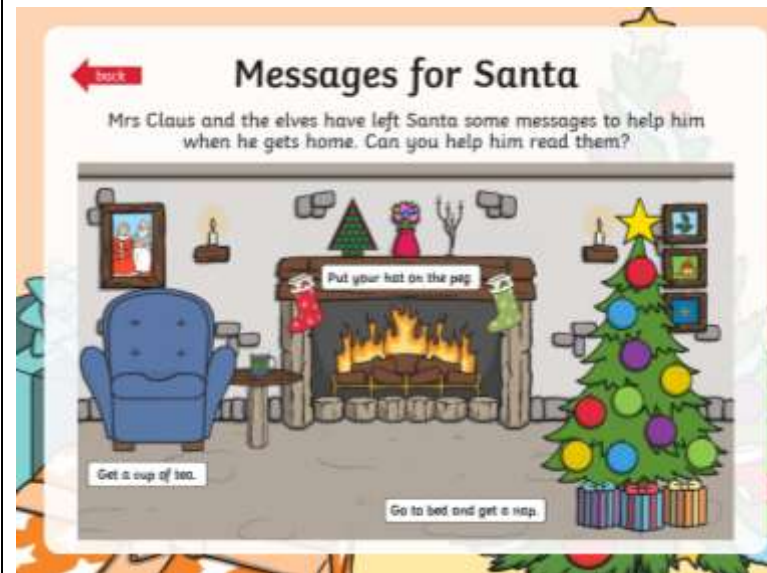 back
Messages for Santa
Mrs Claus and the elves have left Santa some messages to help him
when he gets home. Can you help him read them?
Put your hat on the peg.
Get a cup of tea.
Go to bed and get a nap.